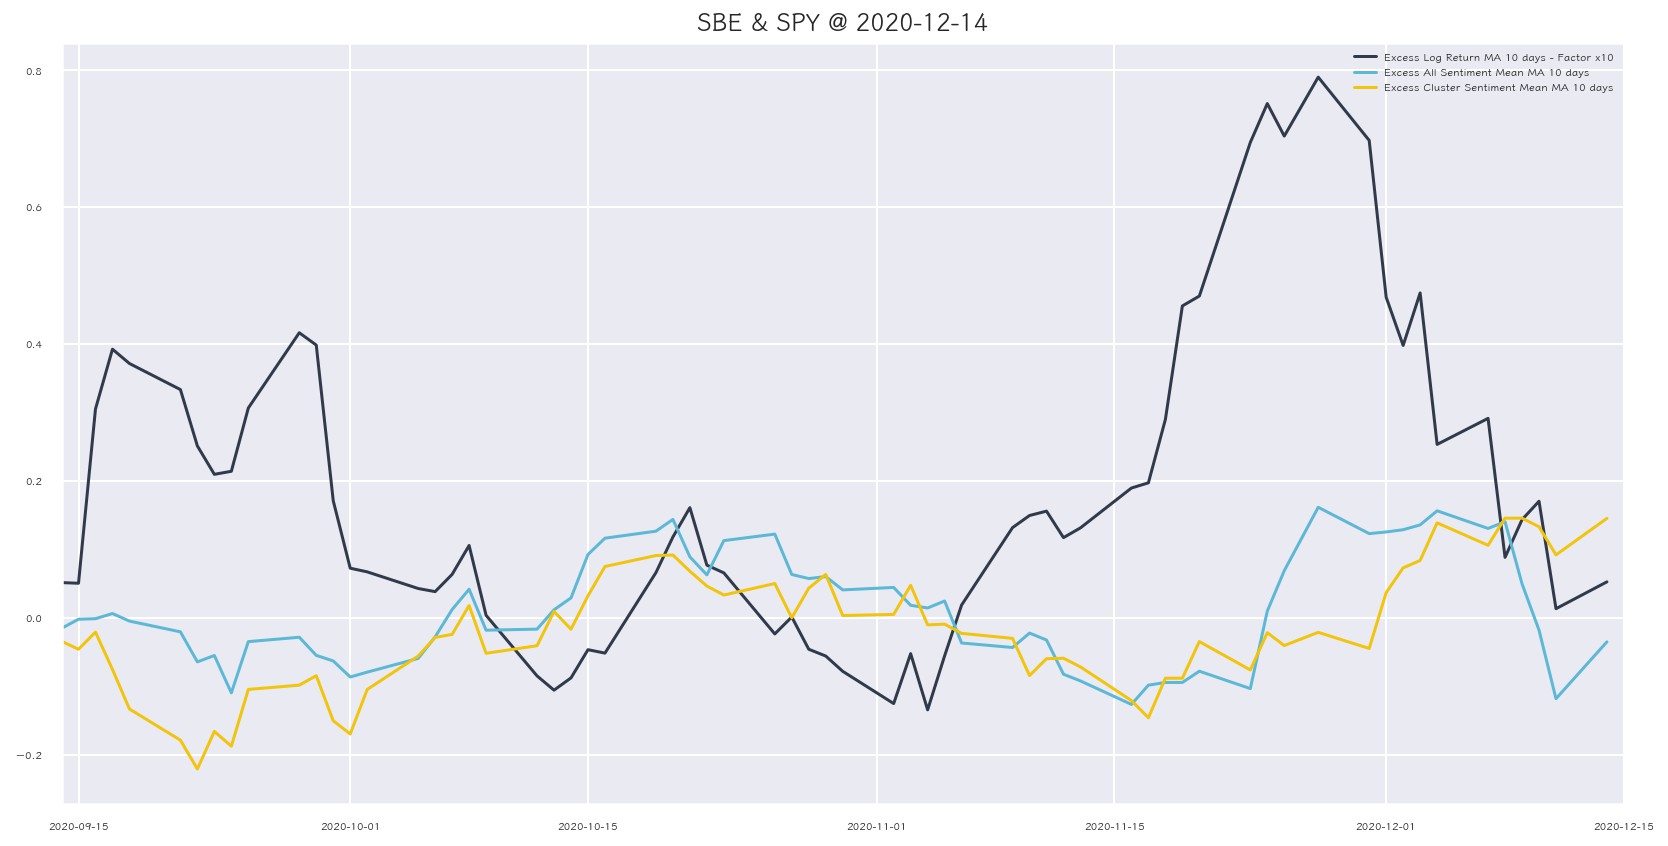 SBE & SPY @ 2020-12-14
Excess Log Return MA 10 days - Factor x10
Excess All Sentiment Mean MA 10 days
Excess Cluster Sentiment Mean MA 10 days
0.8
0.6
0.4
0.2
0.0
−0.2
2020-09-15 2020-10-01 2020-10-15 2020-11-01 2020-11-15 2020-12-01 2020-12-15